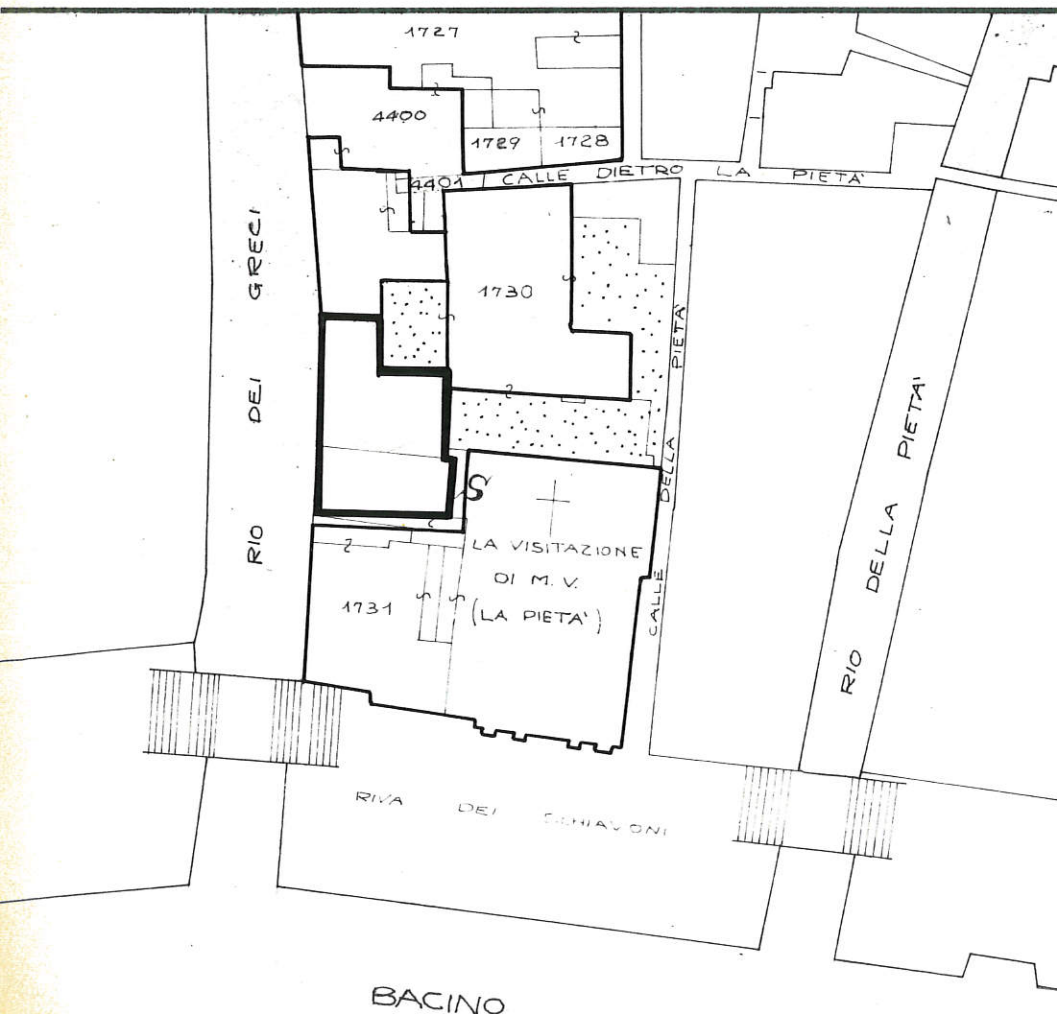 1727
4400
1729
1728
4401
CALLE DIETRO LA PIETA'
RIO DEI GRECI
1730
CALLE DELLA PIETA'
S
LA VISITAZIONE
DI M. V.
(LA PIETA')
1731
RIO DELLA PIETA'
RIVA DEI SCHIAVONI
BACINO